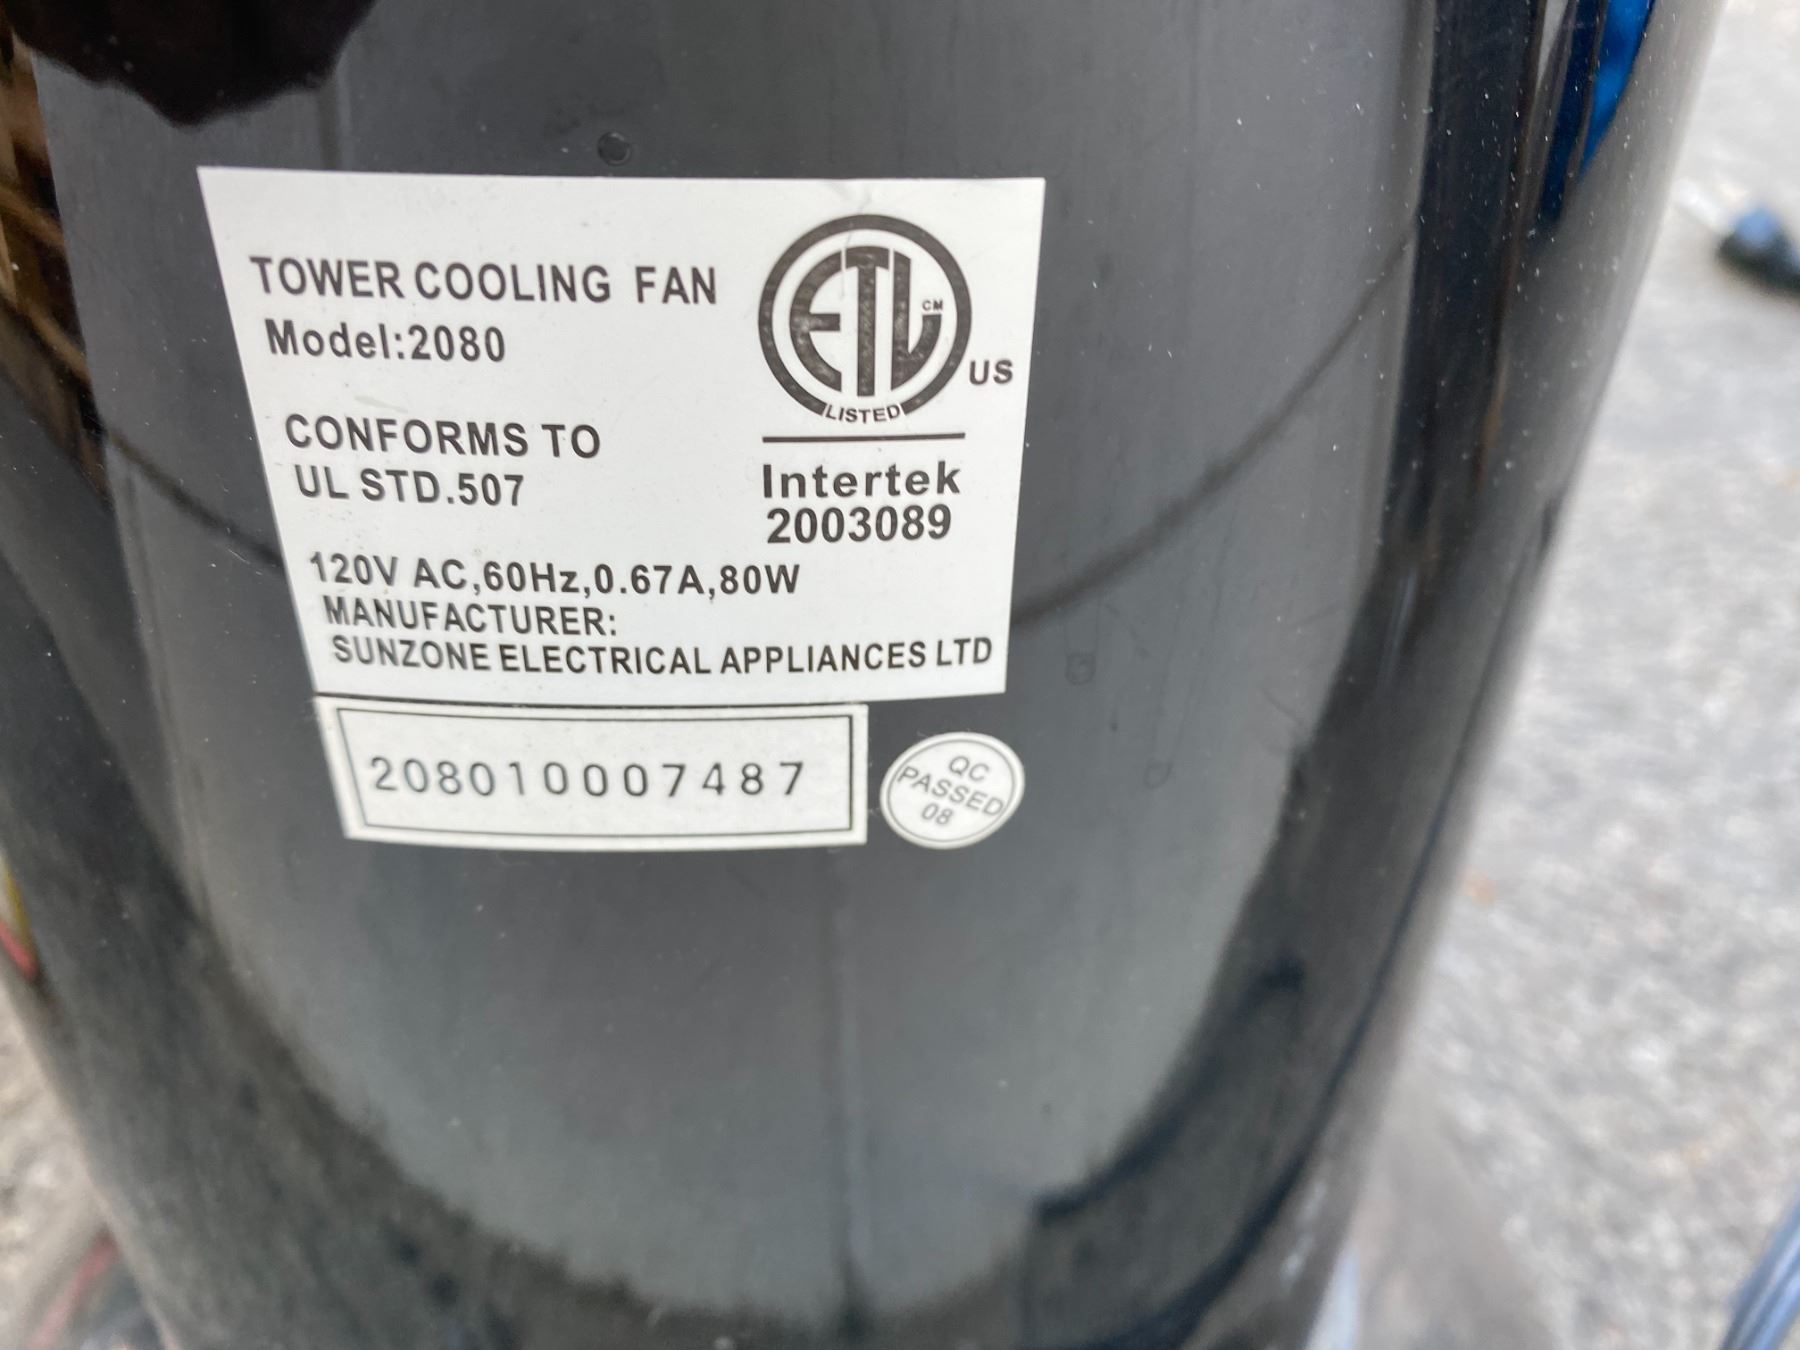 TOWER COOLING FAN
Model:2080
CONFORMS TO
UL STD.507
ETL CM
LISTED
US
Intertek
2003089
120V AC,60Hz,0.67A,80W
MANUFACTURER:
SUNZONE ELECTRICAL APPLIANCES LTD
208010007487
QC
PASSED
08